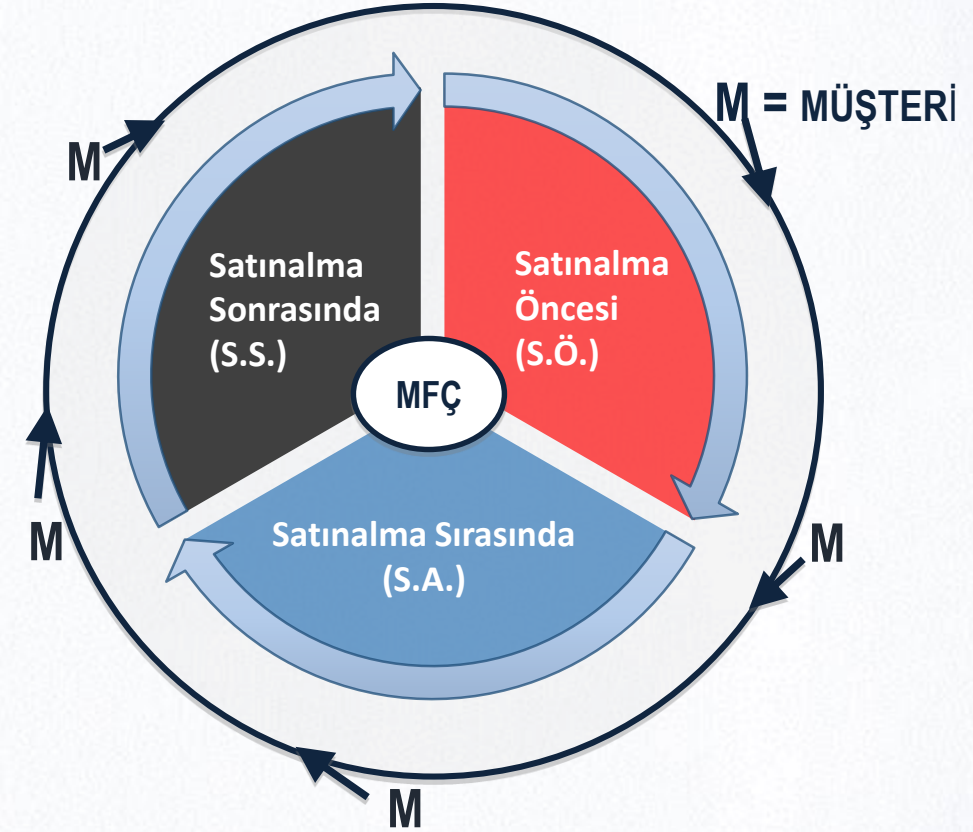 M = MÜŞTERİ
M
Satınalma
Sonrasında
(S.S.)
Satınalma
Öncesi
(S.Ö.)
MFÇ
Satınalma Sırasında
(S.A.)
M
M
M